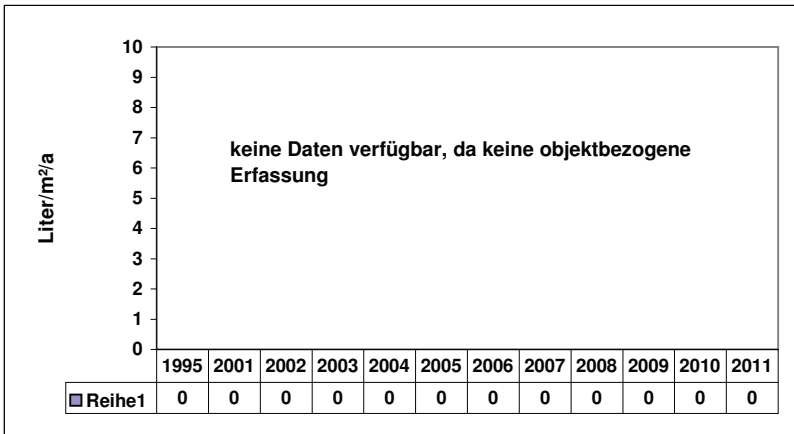 10
9
8
7
6
5
4
3
2
1
0
Liter/m²/a
keine Daten verfügbar, da keine objektbezogene
Erfassung
1995 2001 2002 2003 2004 2005 2006 2007 2008 2009 2010 2011
Reihe1 0 0 0 0 0 0 0 0 0 0 0 0